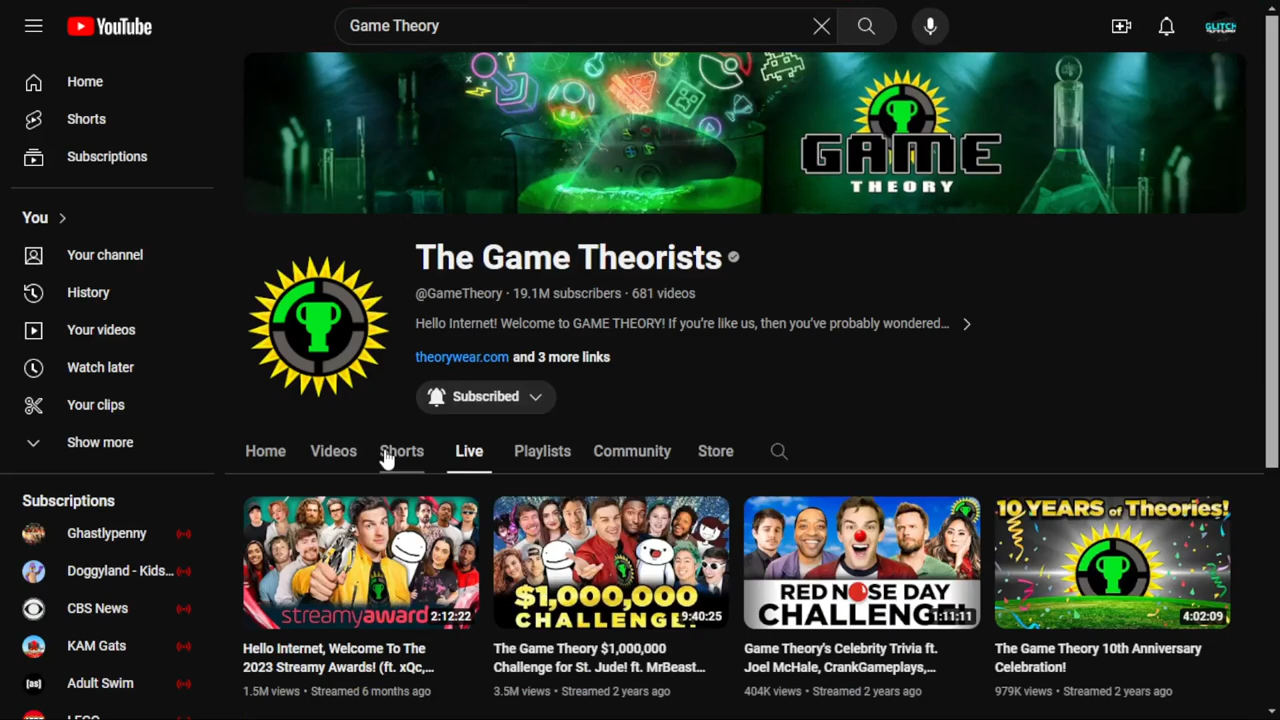 YouTube
Game Theory
GLITCH
Home
Shorts
Subscriptions
You
Your channel
History
Your videos
Watch later
Your clips
Show more
Subscriptions
Ghastlypenny
Doggyland - Kids...
CBS News
KAM Gats
[as]
Adult Swim
GAME
THEORY
The Game Theorists
@GameTheory · 19.1M subscribers · 681 videos
Hello Internet! Welcome to GAME THEORY! If you're like us, then you've probably wondered...
theorywear.com and 3 more links
Subscribed
Home Videos Shorts Live Playlists Community Store
streamyaward
2:12:22
Hello Internet, Welcome To The
2023 Streamy Awards! (ft. xQc,...
1.5M views • Streamed 6 months ago
$1,000,000
CHALLENGE!
9:40:25
The Game Theory $1,000,000
Challenge for St. Jude! ft. MrBeast...
3.5M views • Streamed 2 years ago
RED NOSE DAY
CHALLENGE
1:11:11
Game Theory's Celebrity Trivia ft.
Joel McHale, CrankGameplays,...
404K views • Streamed 2 years ago
10 YEARS of Theories!
4:02:09
The Game Theory 10th Anniversary
Celebration!
979K views • Streamed 2 years ago